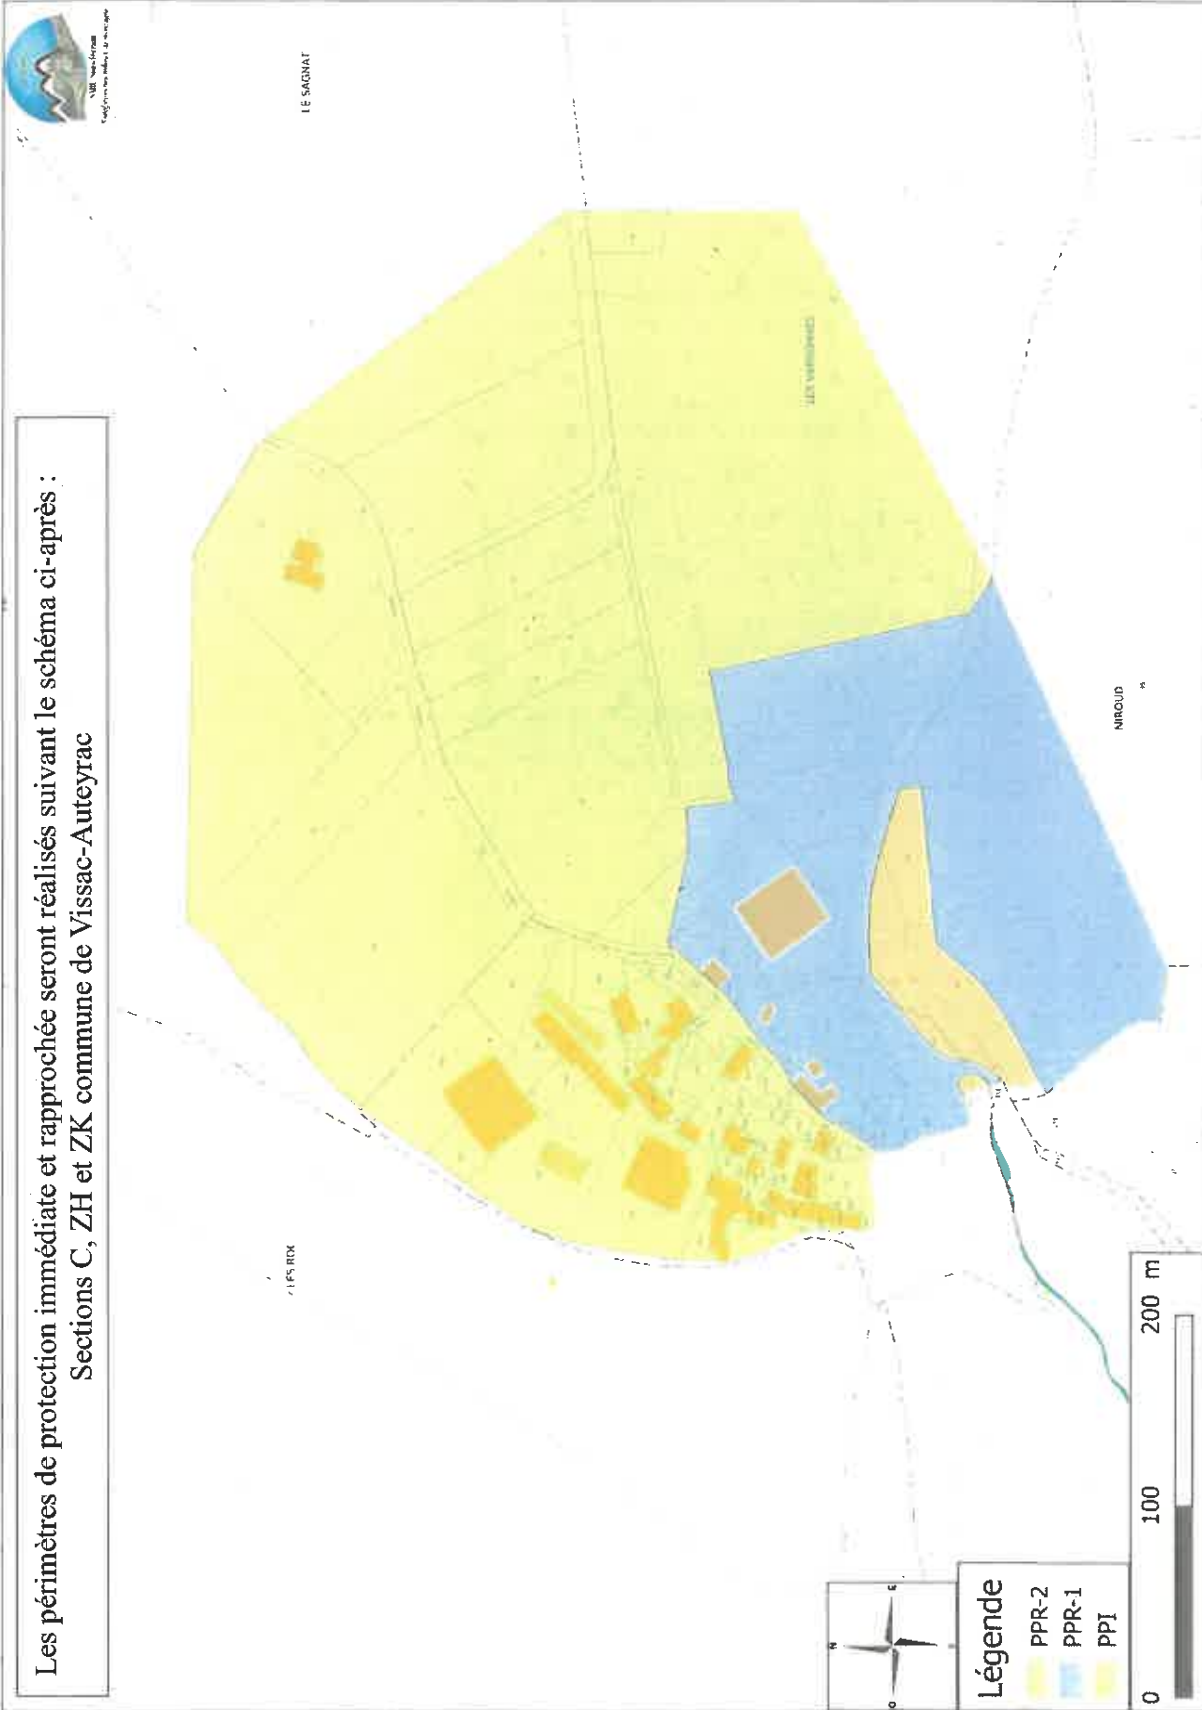 Les périmètres de protection immédiate et rapprochée seront réalisés suivant le schéma ci-après :
Sections C, ZH et ZK commune de Vissac-Auteyrac
LE SAGNAT
NIROUD
N
E
O
Légende
PPR-2
PPR-1
PPI
0 100 200 m